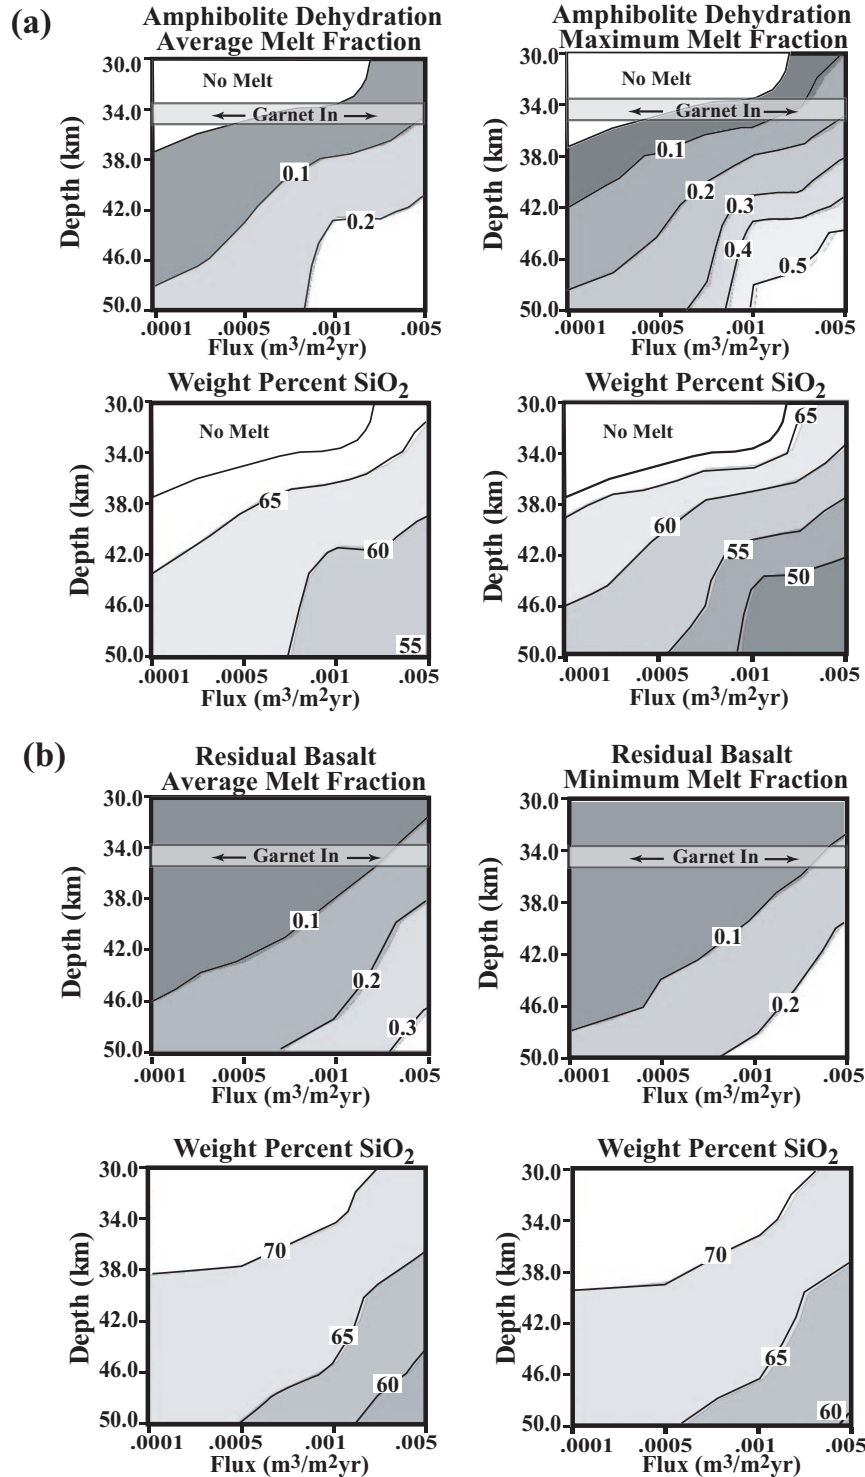 (a)
Amphibolite Dehydration
Average Melt Fraction
30.0
34.0
38.0
42.0
46.0
50.0
Depth (km)
No Melt
Garnet In
0.1
0.2
.0001
.0005
.001
.005
Flux (m3/m2yr)
Amphibolite Dehydration
Maximum Melt Fraction
30.0
34.0
38.0
42.0
46.0
50.0
Depth (km)
No Melt
Garnet In
0.1
0.2
0.3
0.4
0.5
.0001
.0005
.001
.005
Flux (m3/m2yr)
Weight Percent SiO2
30.0
34.0
38.0
42.0
46.0
50.0
Depth (km)
No Melt
65
60
55
.0001
.0005
.001
.005
Flux (m3/m2yr)
Weight Percent SiO2
30.0
34.0
38.0
42.0
46.0
50.0
Depth (km)
No Melt
65
60
55
50
.0001
.0005
.001
.005
Flux (m3/m2yr)
(b)
Residual Basalt
Average Melt Fraction
30.0
34.0
38.0
42.0
46.0
50.0
Depth (km)
Garnet In
0.1
0.2
0.3
.0001
.0005
.001
.005
Flux (m3/m2yr)
Residual Basalt
Minimum Melt Fraction
30.0
34.0
38.0
42.0
46.0
50.0
Depth (km)
Garnet In
0.1
0.2
.0001
.0005
.001
.005
Flux (m3/m2yr)
Weight Percent SiO2
30.0
34.0
38.0
42.0
46.0
50.0
Depth (km)
70
65
60
.0001
.0005
.001
.005
Flux (m3/m2yr)
Weight Percent SiO2
30.0
34.0
38.0
42.0
46.0
50.0
Depth (km)
70
65
60
.0001
.0005
.001
.005
Flux (m3/m2yr)